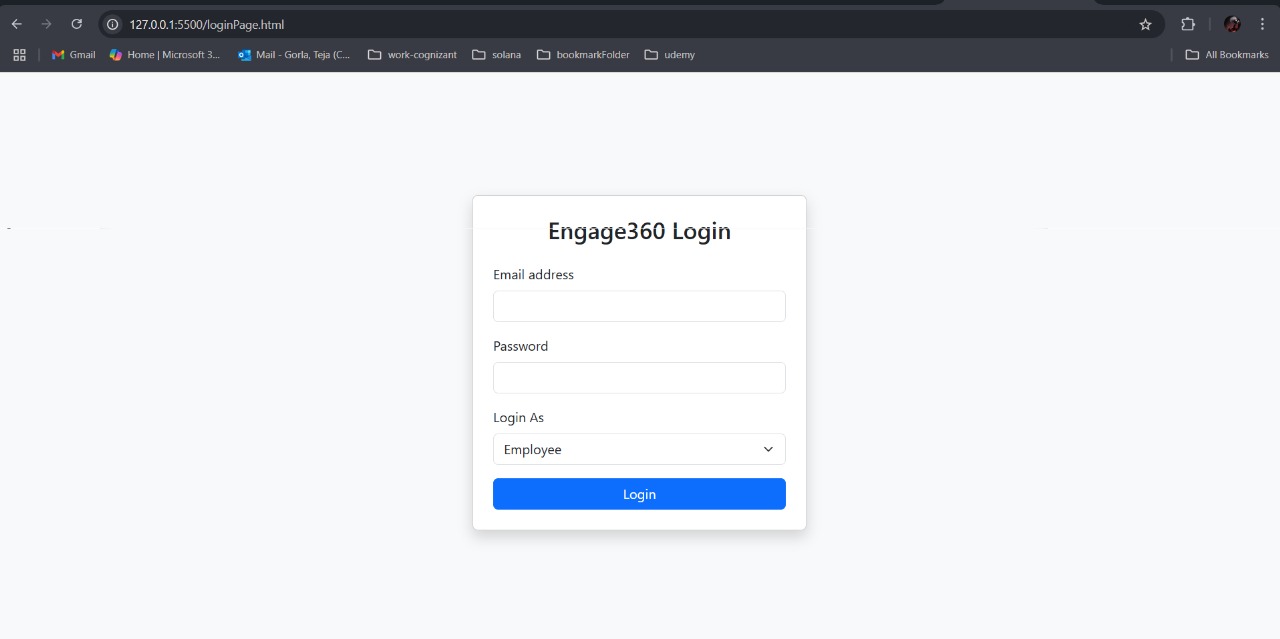 127.0.0.1:5500/loginPage.html
Gmail Home | Microsoft 3... Mail - Gorla, Teja (C... work-cognizant solana bookmarkFolder udemy All Bookmarks
Engage360 Login
Email address
Password
Login As
Employee
Login